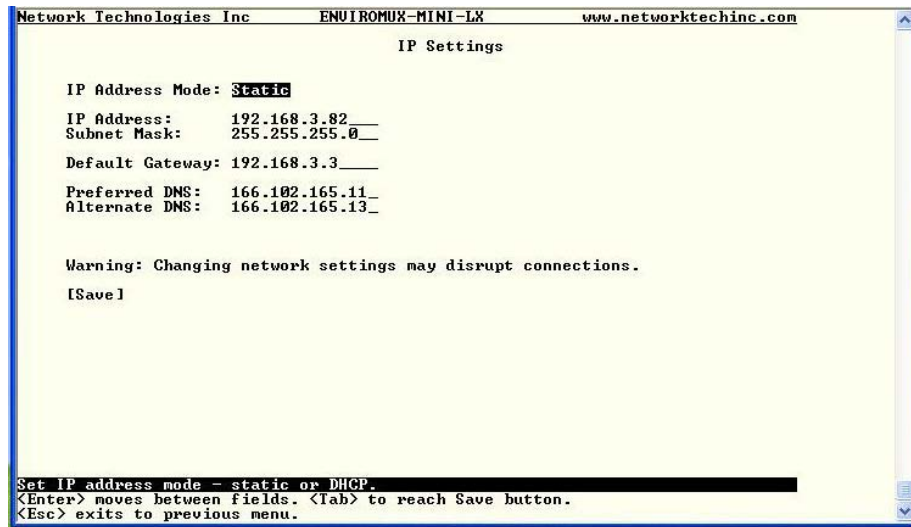 Network Technologies Inc ENVIROMUX-MINI-LX www.networktechinc.com
IP Settings
IP Address Mode: Static
IP Address: 192.168.3.82___
Subnet Mask: 255.255.255.0__
Default Gateway: 192.168.3.3____
Preferred DNS: 166.102.165.11_
Alternate DNS: 166.102.165.13_
Warning: Changing network settings may disrupt connections.
[Save]
Set IP address mode - static or DHCP.
<Enter> moves between fields. <Tab> to reach Save button.
<Esc> exits to previous menu.